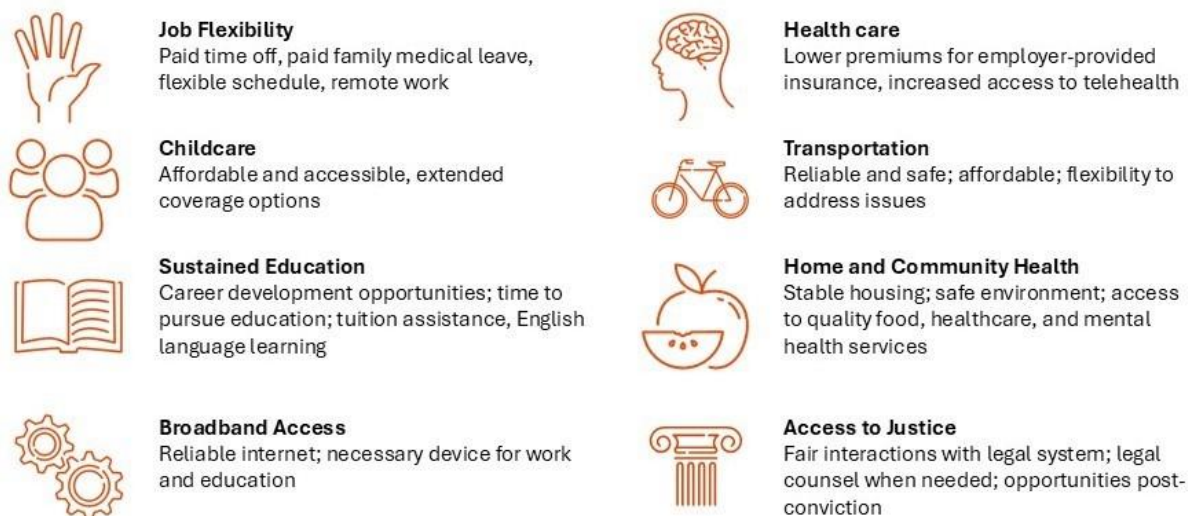 Job Flexibility
Paid time off, paid family medical leave,
flexible schedule, remote work
Health care
Lower premiums for employer-provided
insurance, increased access to telehealth
Childcare
Affordable and accessible, extended
coverage options
Transportation
Reliable and safe; affordable; flexibility to
address issues
Sustained Education
Career development opportunities; time to
pursue education; tuition assistance, English
language learning
Home and Community Health
Stable housing; safe environment; access
to quality food, healthcare, and mental
health services
Broadband Access
Reliable internet; necessary device for work
and education
Access to Justice
Fair interactions with legal system; legal
counsel when needed; opportunities post-
conviction